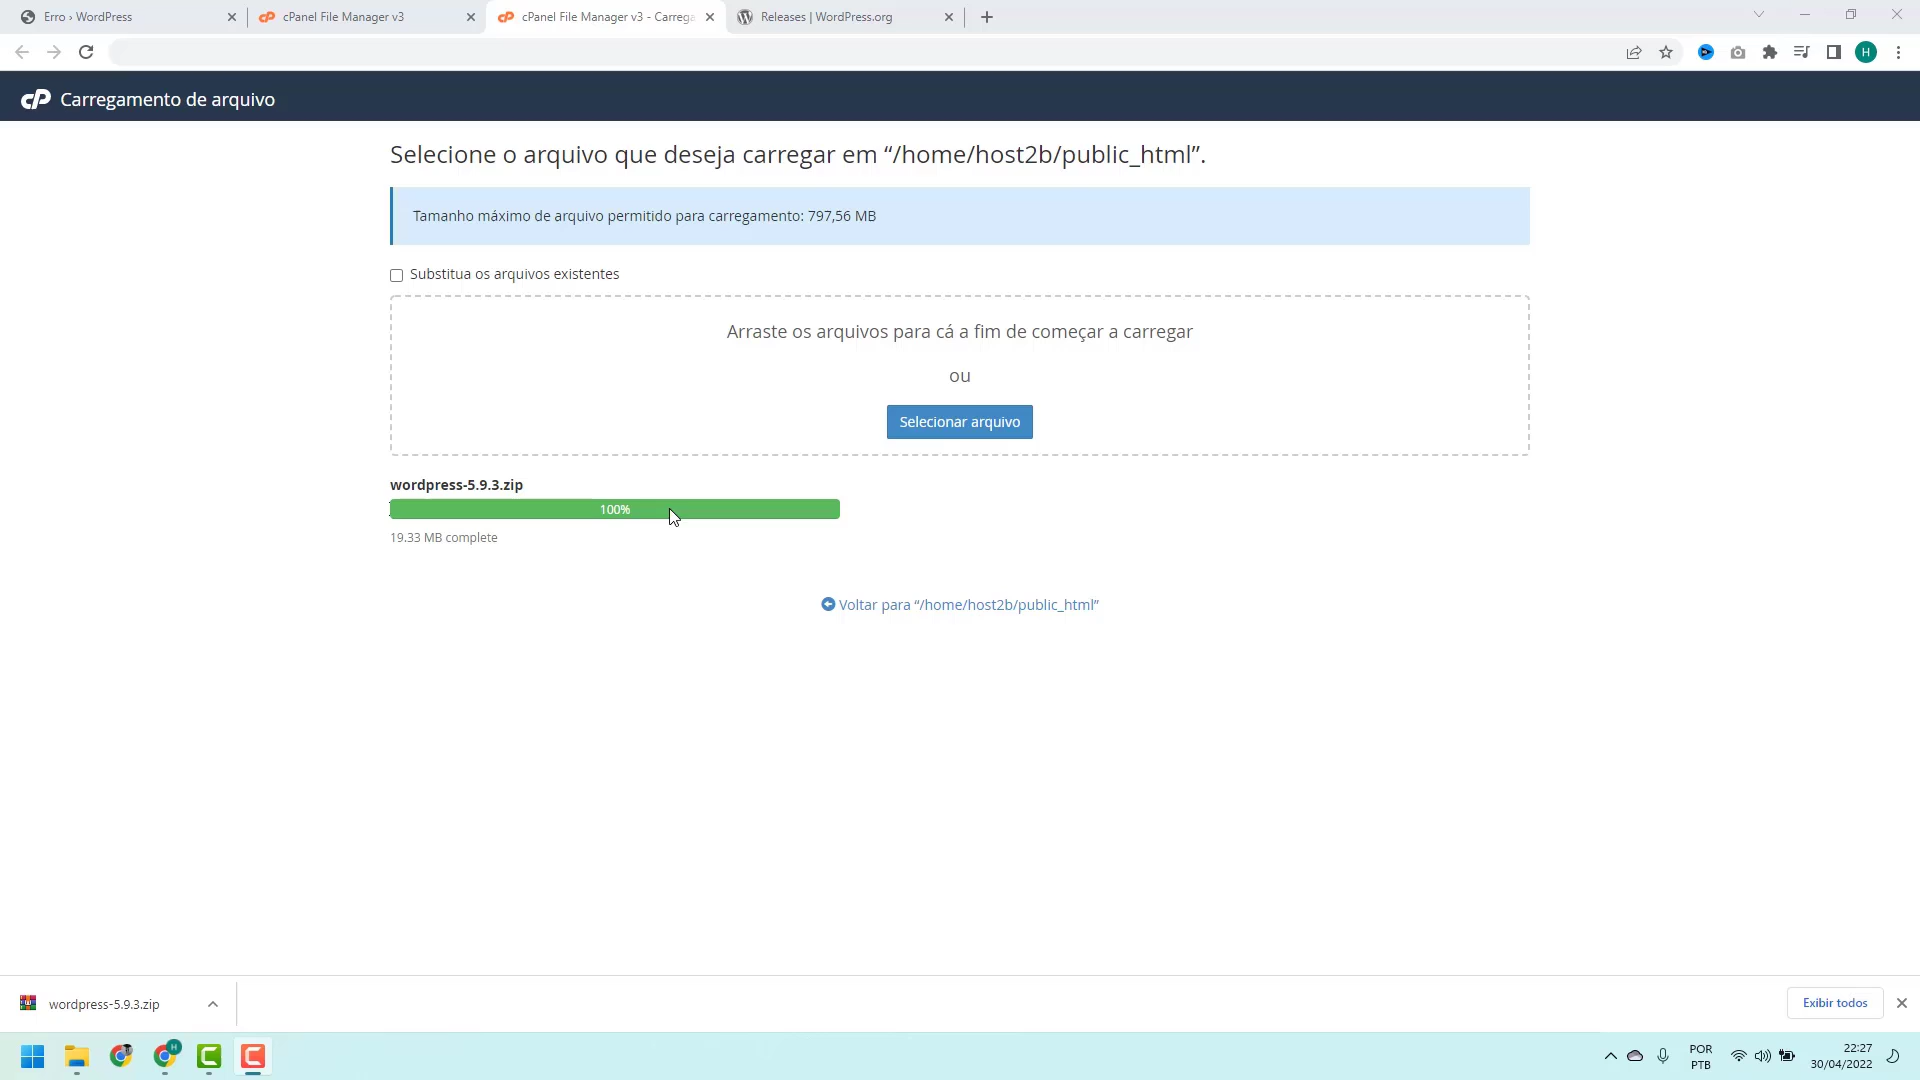 Erro › WordPress
cPanel File Manager v3
cPanel File Manager v3 - Carrega
Releases | WordPress.org
H
cP Carregamento de arquivo
Selecione o arquivo que deseja carregar em “/home/host2b/public_html”.
Tamanho máximo de arquivo permitido para carregamento: 797,56 MB
Substitua os arquivos existentes
Arraste os arquivos para cá a fim de começar a carregar
ou
Selecionar arquivo
wordpress-5.9.3.zip
100%
19.33 MB complete
Voltar para “/home/host2b/public_html”
wordpress-5.9.3.zip
Exibir todos
H
POR
PTB
22:27
30/04/2022